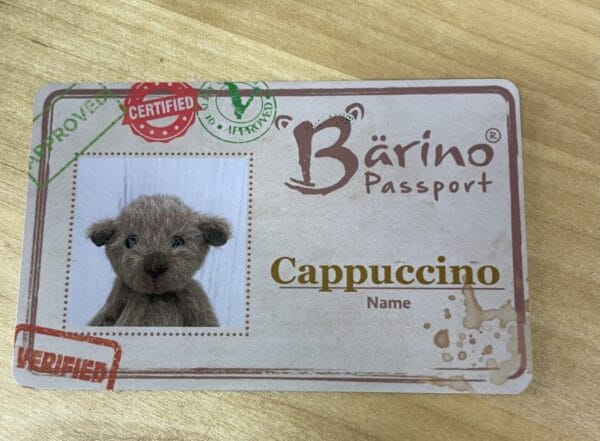 APPROVED
CERTIFIED
APPROVED
Bärino®
Passport
Cappuccino
Name
VERIFIED